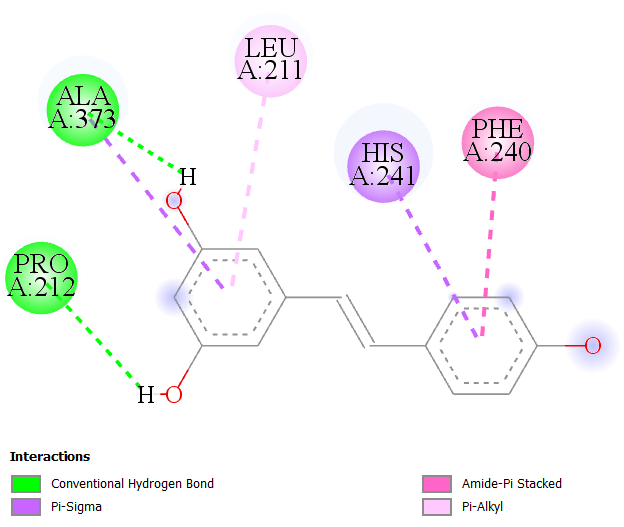 LEU
A:211
ALA
A:373
PHE
A:240
HIS
A:241
H
O
PRO
A:212
O
H
O
Interactions
Conventional Hydrogen Bond
Pi-Sigma
Amide-Pi Stacked
Pi-Alkyl